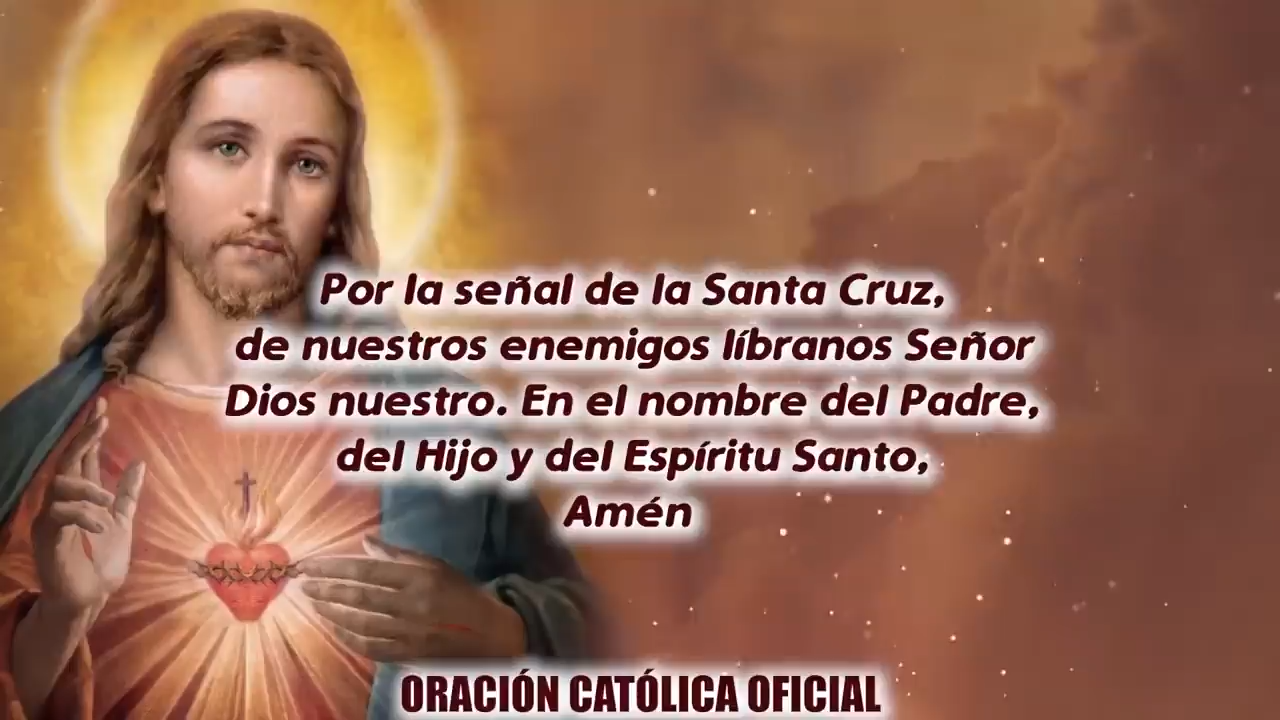 Por la señal de la Santa Cruz,
de nuestros enemigos líbranos Señor
Dios nuestro. En el nombre del Padre,
del Hijo y del Espíritu Santo,
Amén
ORACIÓN CATÓLICA OFICIAL